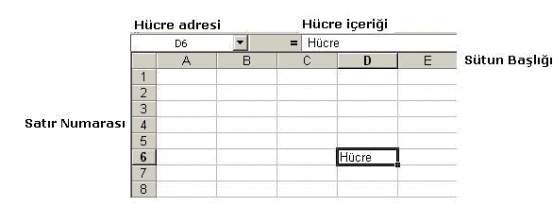 Hücre adresi Hücre içeriği
D6 = Hücre
A B C D E Sütun Başlığı
1
2
3
Satır Numarası 4
5
6 Hücre
7
8